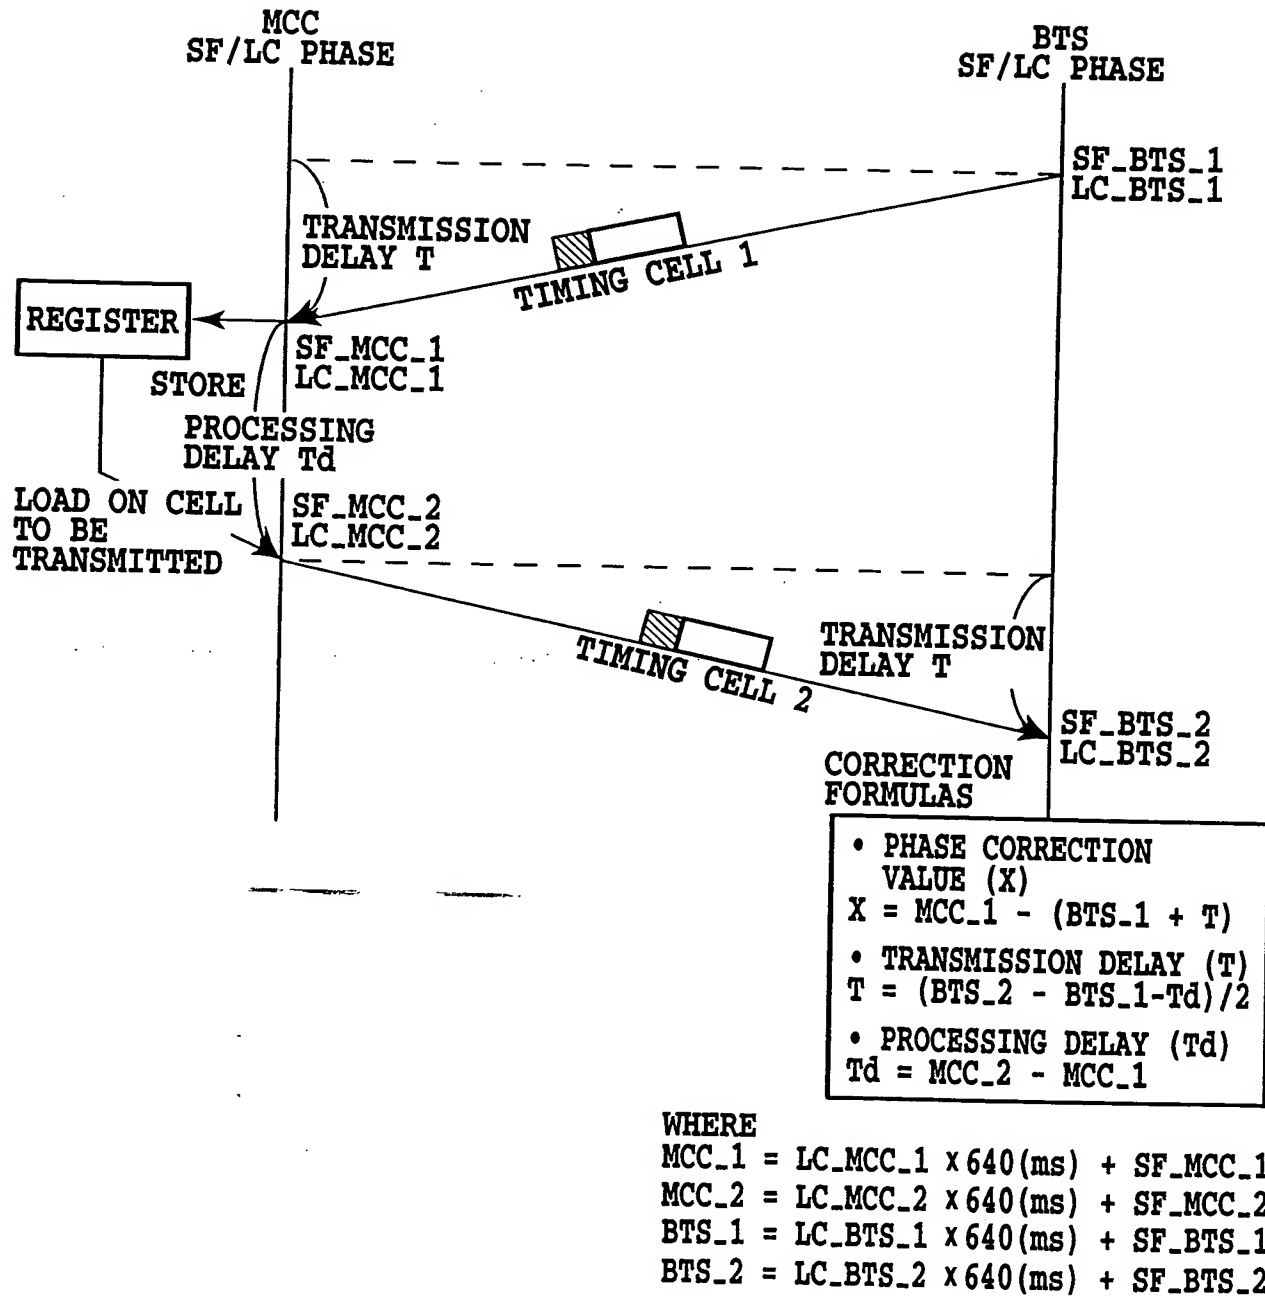 MCC
SF/LC PHASE
BTS
SF/LC PHASE
SF_BTS_1
LC_BTS_1
TRANSMISSION
DELAY T
TIMING CELL 1
REGISTER
SF_MCC_1
LC_MCC_1
STORE
PROCESSING
DELAY Td
LOAD ON CELL
TO BE
TRANSMITTED
SF_MCC_2
LC_MCC_2
TIMING CELL 2
TRANSMISSION
DELAY T
SF_BTS_2
LC_BTS_2
CORRECTION
FORMULAS
• PHASE CORRECTION
VALUE (X)
X = MCC_1 - (BTS_1 + T)
• TRANSMISSION DELAY (T)
T = (BTS_2 - BTS_1-Td)/2
• PROCESSING DELAY (Td)
Td = MCC_2 - MCC_1
WHERE
MCC_1 = LC_MCC_1 x 640(ms) + SF_MCC_1
MCC_2 = LC_MCC_2 x 640(ms) + SF_MCC_2
BTS_1 = LC_BTS_1 x 640(ms) + SF_BTS_1
BTS_2 = LC_BTS_2 x 640(ms) + SF_BTS_2